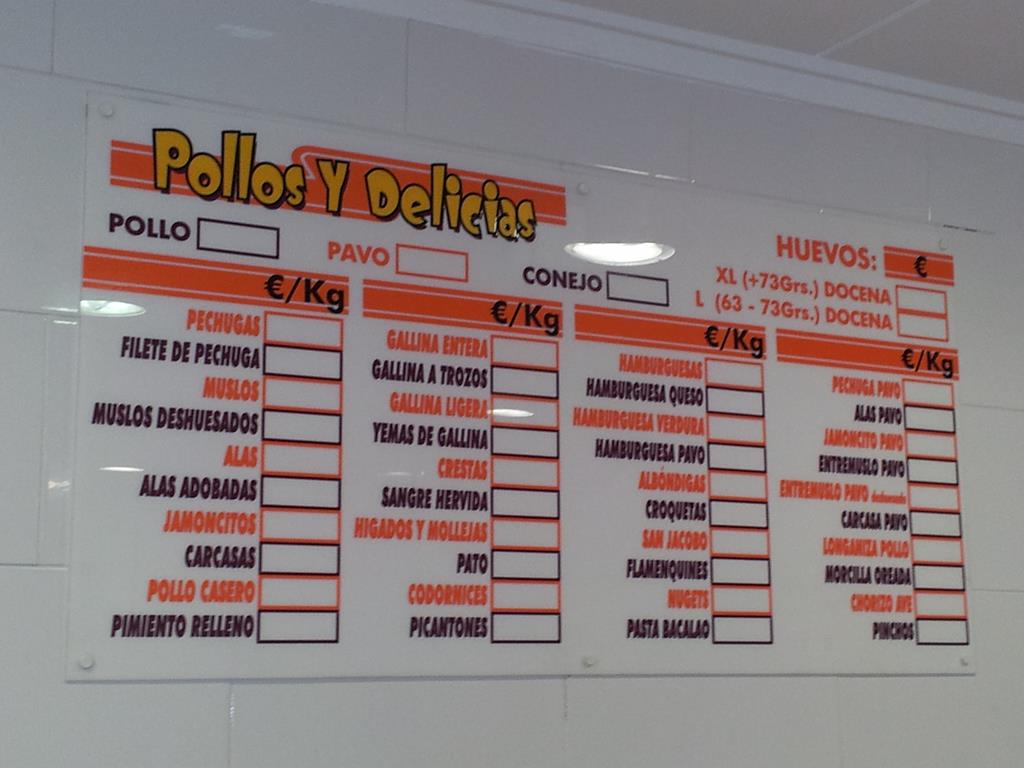 Pollos Y Delicias
POLLO
PAVO
CONEJO
HUEVOS: €
XL (+73Grs.) DOCENA
L (63 - 73Grs.) DOCENA
€/Kg
PECHUGAS
FILETE DE PECHUGA
MUSLOS
MUSLOS DESHUESADOS
ALAS
ALAS ADOBADAS
JAMONCITOS
CARCASAS
POLLO CASERO
PIMIENTO RELLENO
€/Kg
GALLINA ENTERA
GALLINA A TROZOS
GALLINA LIGERA
YEMAS DE GALLINA
CRESTAS
SANGRE HERVIDA
HIGADOS Y MOLLEJAS
PATO
CODORNICES
PICANTONES
€/Kg
HAMBURGUESAS
HAMBURGUESA QUESO
HAMBURGUESA VERDURA
HAMBURGUESA PAVO
ALBÓNDIGAS
CROQUETAS
SAN JACOBO
FLAMENQUINES
NUGETS
PASTA BACALAO
€/Kg
PECHUGA PAVO
ALAS PAVO
JAMONCITO PAVO
ENTREMUSLO PAVO
ENTREMUSLO PAVO deshuesado
CARCASA PAVO
LONGANIZA POLLO
MORCILLA OREADA
CHORIZO AVE
PINCHOS